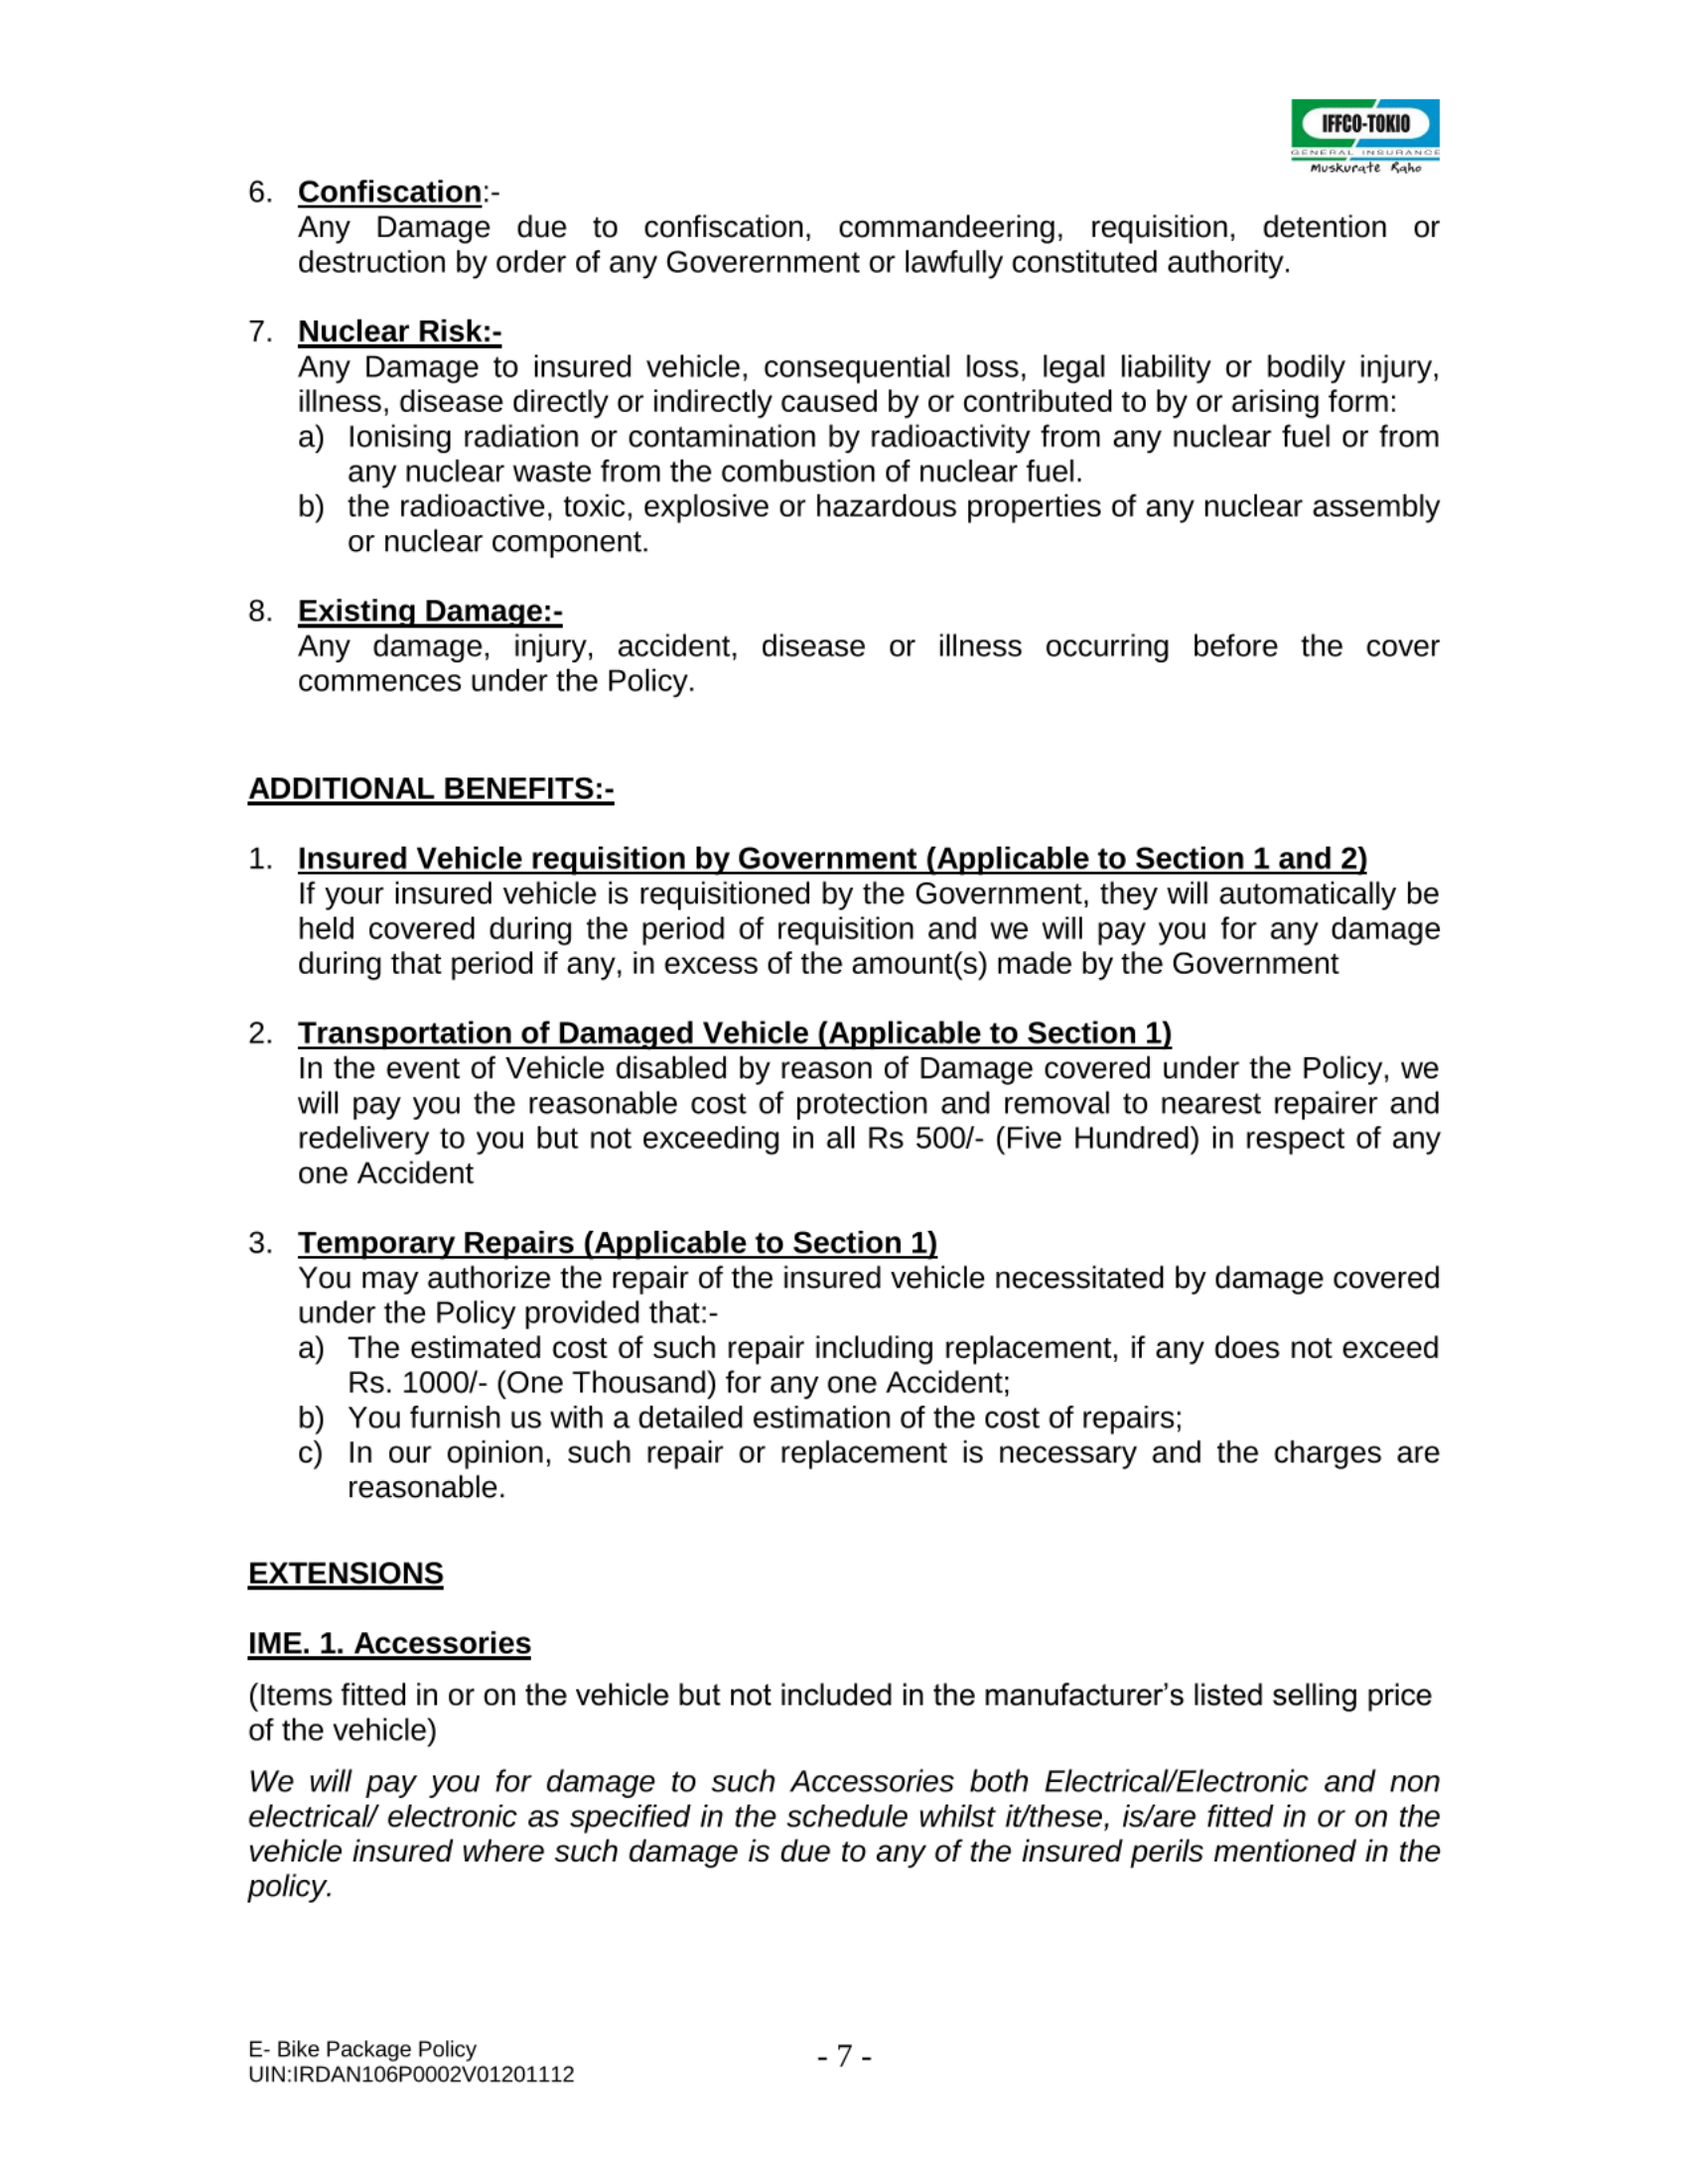 IFFCO-TOKIO
GENERAL INSURANCE
Muskurate Raho
6. Confiscation:-
Any Damage due to confiscation, commandeering, requisition, detention or
destruction by order of any Goverernment or lawfully constituted authority.
7. Nuclear Risk:-
Any Damage to insured vehicle, consequential loss, legal liability or bodily injury,
illness, disease directly or indirectly caused by or contributed to by or arising form:
a) Ionising radiation or contamination by radioactivity from any nuclear fuel or from
any nuclear waste from the combustion of nuclear fuel.
b) the radioactive, toxic, explosive or hazardous properties of any nuclear assembly
or nuclear component.
8. Existing Damage:-
Any damage, injury, accident, disease or illness occurring before the cover
commences under the Policy.
ADDITIONAL BENEFITS:-
1. Insured Vehicle requisition by Government (Applicable to Section 1 and 2)
If your insured vehicle is requisitioned by the Government, they will automatically be
held covered during the period of requisition and we will pay you for any damage
during that period if any, in excess of the amount(s) made by the Government
2. Transportation of Damaged Vehicle (Applicable to Section 1)
In the event of Vehicle disabled by reason of Damage covered under the Policy, we
will pay you the reasonable cost of protection and removal to nearest repairer and
redelivery to you but not exceeding in all Rs 500/- (Five Hundred) in respect of any
one Accident
3. Temporary Repairs (Applicable to Section 1)
You may authorize the repair of the insured vehicle necessitated by damage covered
under the Policy provided that:-
a) The estimated cost of such repair including replacement, if any does not exceed
Rs. 1000/- (One Thousand) for any one Accident;
b) You furnish us with a detailed estimation of the cost of repairs;
c) In our opinion, such repair or replacement is necessary and the charges are
reasonable.
EXTENSIONS
IME. 1. Accessories
(Items fitted in or on the vehicle but not included in the manufacturer’s listed selling price
of the vehicle)
We will pay you for damage to such Accessories both Electrical/Electronic and non
electrical/ electronic as specified in the schedule whilst it/these, is/are fitted in or on the
vehicle insured where such damage is due to any of the insured perils mentioned in the
policy.
E- Bike Package Policy
UIN:IRDAN106P0002V01201112
- 7 -